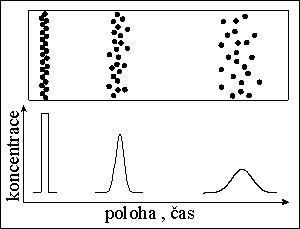 koncentrace
poloha , čas